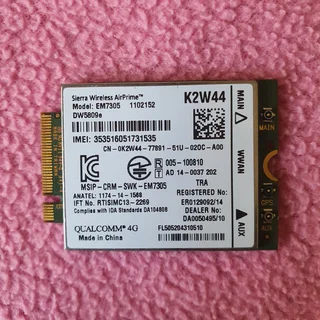 Sierra Wireless AirPrime™
Model: EM7305 1102152
DW5809e
K2W44
IMEI: 353516051731535
CN - 0K2W44 - 77891 - 51U - 020C - A00
R 005-100810
T AD 14-0037 202
MSIP - CRM - SWK - EM7305
TRA
REGISTERED No:
ANATEL: 1174 - 14 - 1588
IFT No: RTISIMC13 - 2269
ER0129092/14
Complies with IDA Standards DA104808
DEALER No:
DA0050495/10
QUALCOMM® 4G
Made in China
FL505204310510
MAIN
WWAN
AUX
MAIN
GPS
AUX